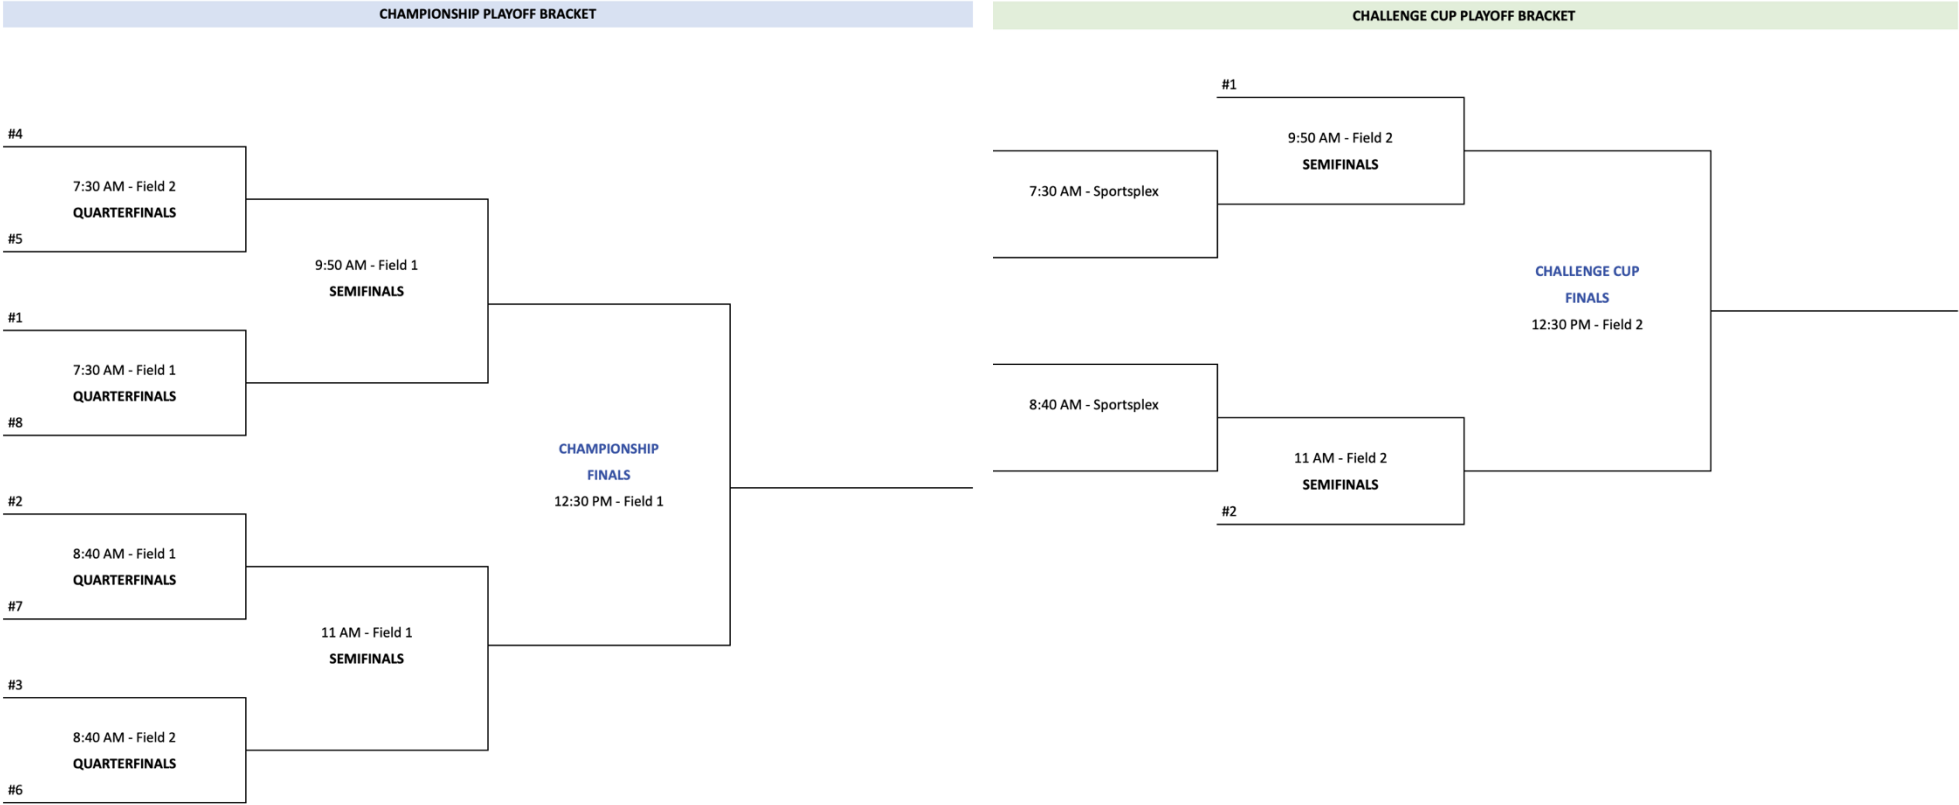 CHAMPIONSHIP PLAYOFF BRACKET
#4
7:30 AM - Field 2
QUARTERFINALS
#5
9:50 AM - Field 1
SEMIFINALS
#1
7:30 AM - Field 1
QUARTERFINALS
#8
CHAMPIONSHIP
FINALS
12:30 PM - Field 1
#2
8:40 AM - Field 1
QUARTERFINALS
#7
11 AM - Field 1
SEMIFINALS
#3
8:40 AM - Field 2
QUARTERFINALS
#6
CHALLENGE CUP PLAYOFF BRACKET
#1
9:50 AM - Field 2
SEMIFINALS
7:30 AM - Sportsplex
CHALLENGE CUP
FINALS
12:30 PM - Field 2
8:40 AM - Sportsplex
11 AM - Field 2
SEMIFINALS
#2